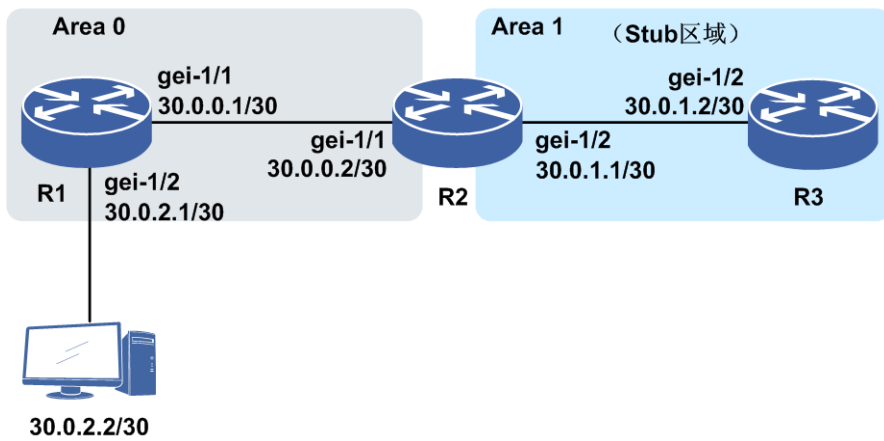 Area 0
Area 1
（Stub区域）
gei-1/1
30.0.0.1/30
gei-1/2
30.0.1.2/30
gei-1/1
30.0.0.2/30
gei-1/2
30.0.1.1/30
R1
gei-1/2
30.0.2.1/30
R2
R3
30.0.2.2/30